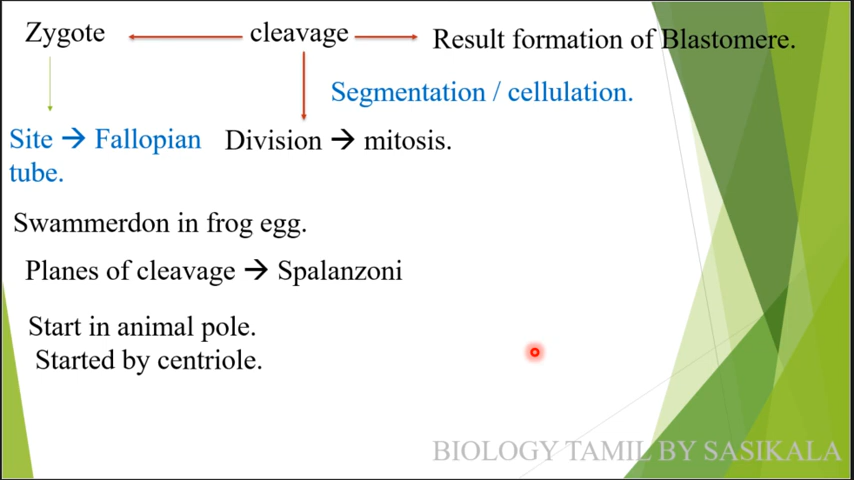 Zygote cleavage Result formation of Blastomere.
Segmentation / cellulation.
Site → Fallopian
tube.
Division → mitosis.
Swammerdon in frog egg.
Planes of cleavage → Spalanzoni
Start in animal pole.
Started by centriole.
BIOLOGY TAMIL BY SASIKALA